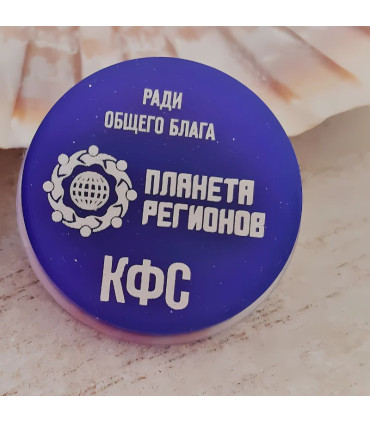 РАДИ
ОБЩЕГО БЛАГА
ПЛАНЕТА
РЕГИОНОВ
КФС